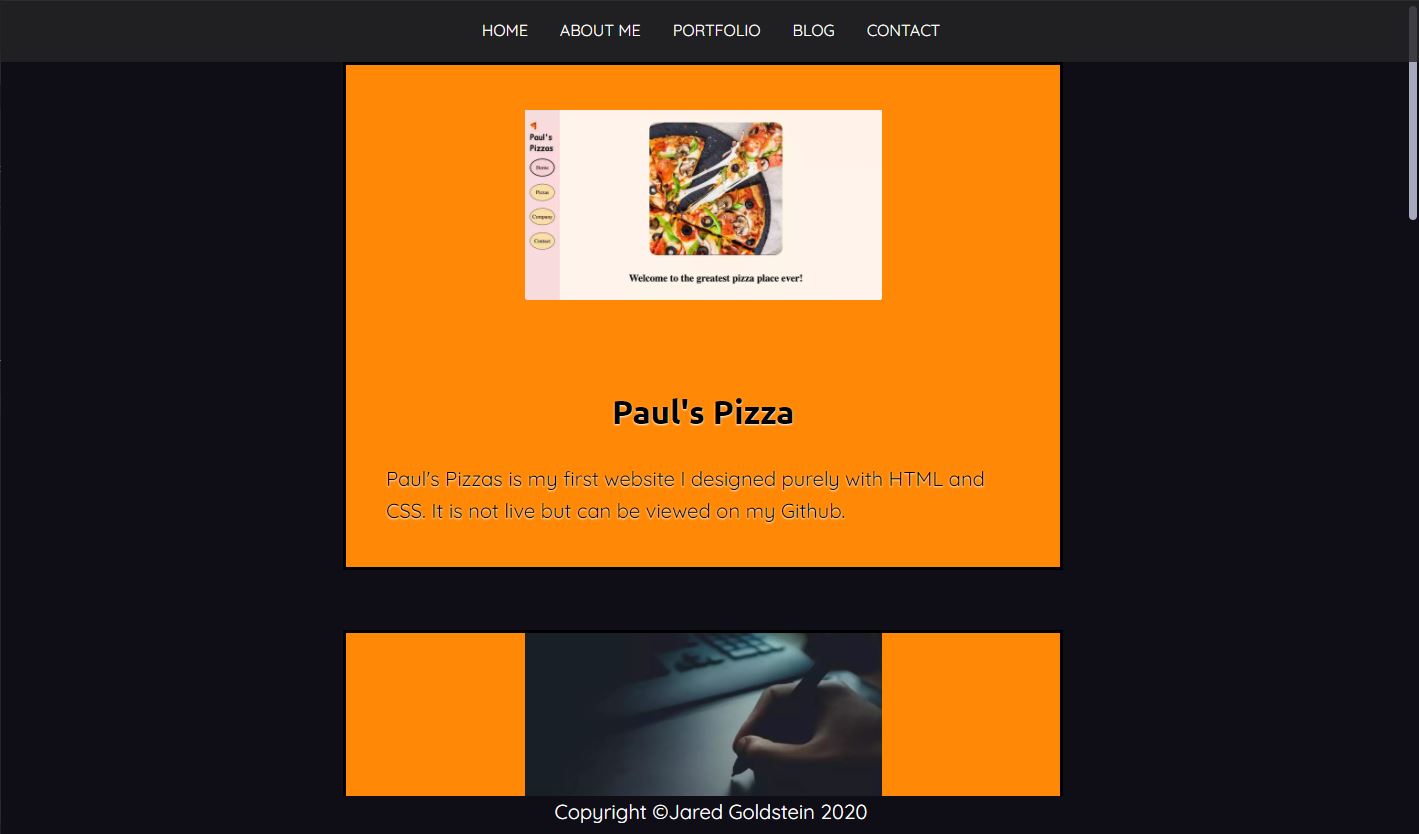 HOME ABOUT ME PORTFOLIO BLOG CONTACT
Paul's
Pizzas
Home
Pizzas
Company
Contact
Welcome to the greatest pizza place ever!
Paul's Pizza
Paul's Pizzas is my first website I designed purely with HTML and
CSS. It is not live but can be viewed on my Github.
Copyright ©Jared Goldstein 2020